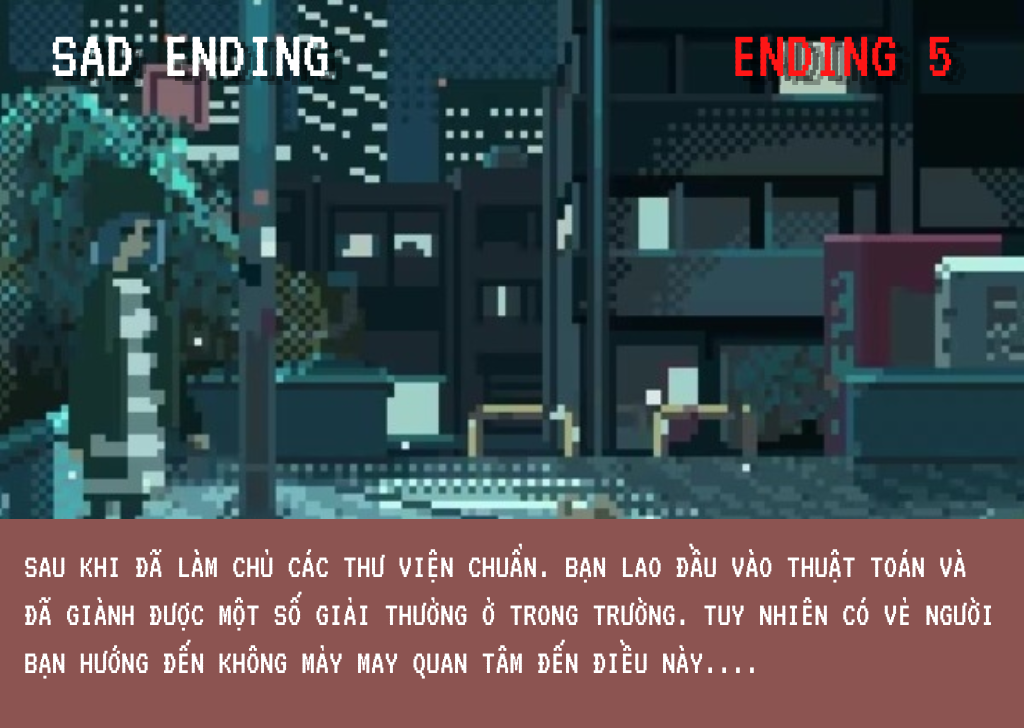 SAD ENDING
ENDING 5
SAU KHI ĐÃ LÀM CHỦ CÁC THƯ VIỆN CHUẨN. BẠN LAO ĐẦU VÀO THUẬT TOÁN VÀ
ĐÃ GIÀNH ĐƯỢC MỘT SỐ GIẢI THƯỞNG Ở TRONG TRƯỜNG. TUY NHIÊN CÓ VẺ NGƯỜI
BẠN HƯỚNG ĐẾN KHÔNG MẢY MAY QUAN TÂM ĐẾN ĐIỀU NÀY....